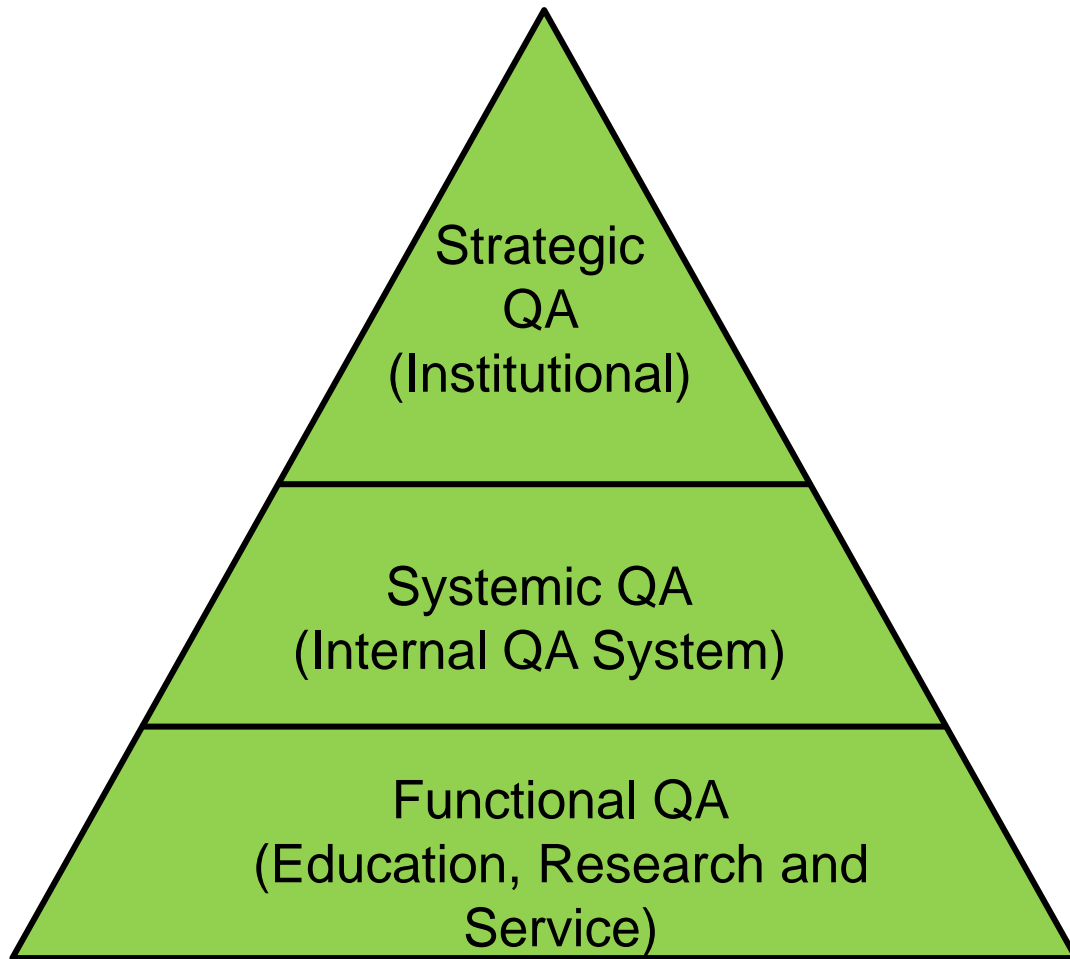 Strategic
QA
(Institutional)
Systemic QA
(Internal QA System)
Functional QA
(Education, Research and
Service)